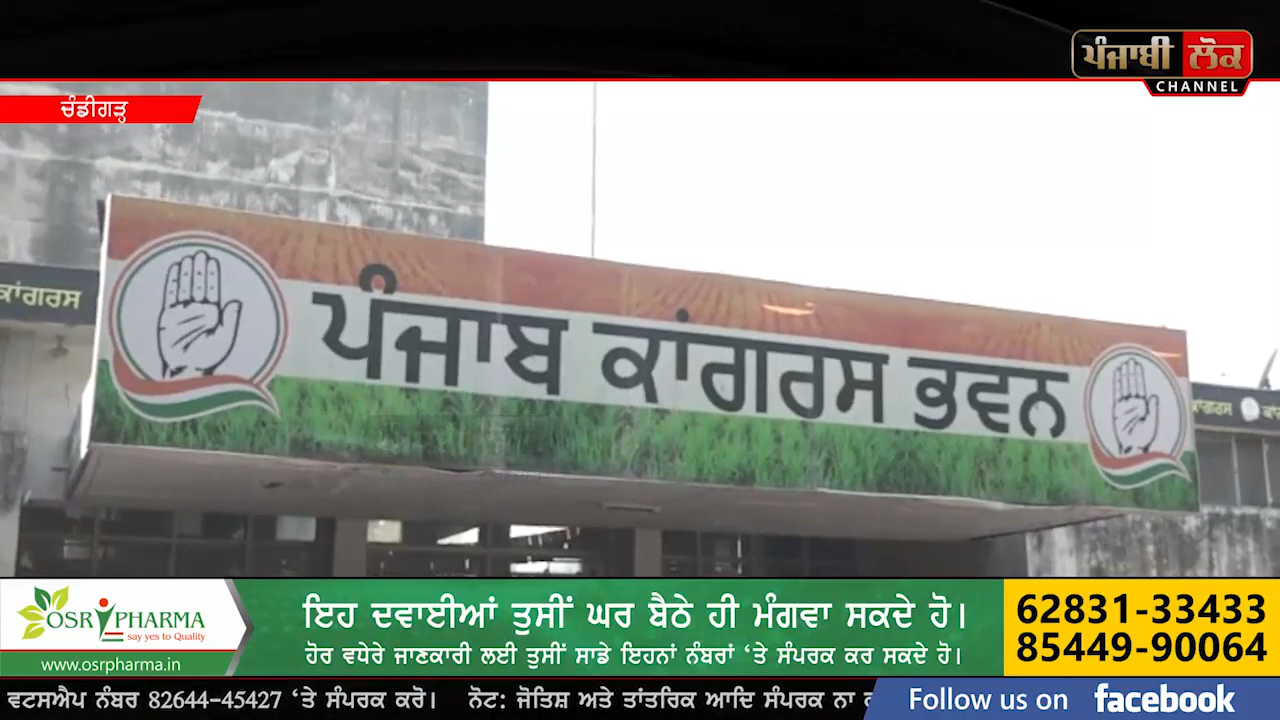 ਪੰਜਾਬੀ ਲੋਕ
CHANNEL
ਚੰਡੀਗੜ੍ਹ
ਕਾਂਗਰਸ
ਪੰਜਾਬ ਕਾਂਗਰਸ ਭਵਨ
ਕਾਂਗਰਸ
OSR PHARMA
say yes to Quality
www.osrpharma.in
ਇਹ ਦਵਾਈਆਂ ਤੁਸੀਂ ਘਰ ਬੈਠੇ ਹੀ ਮੰਗਵਾ ਸਕਦੇ ਹੋ।
ਹੋਰ ਵਧੇਰੇ ਜਾਣਕਾਰੀ ਲਈ ਤੁਸੀਂ ਸਾਡੇ ਇਹਨਾਂ ਨੰਬਰਾਂ ‘ਤੇ ਸੰਪਰਕ ਕਰ ਸਕਦੇ ਹੋ।
62831-33433
85449-90064
ਵਟਸਐਪ ਨੰਬਰ 82644-45427 ‘ਤੇ ਸੰਪਰਕ ਕਰੋ। ਨੋਟ: ਜੋਤਿਸ਼ ਅਤੇ ਤਾਂਤਰਿਕ ਆਦਿ ਸੰਪਰਕ ਨਾ
Follow us on facebook